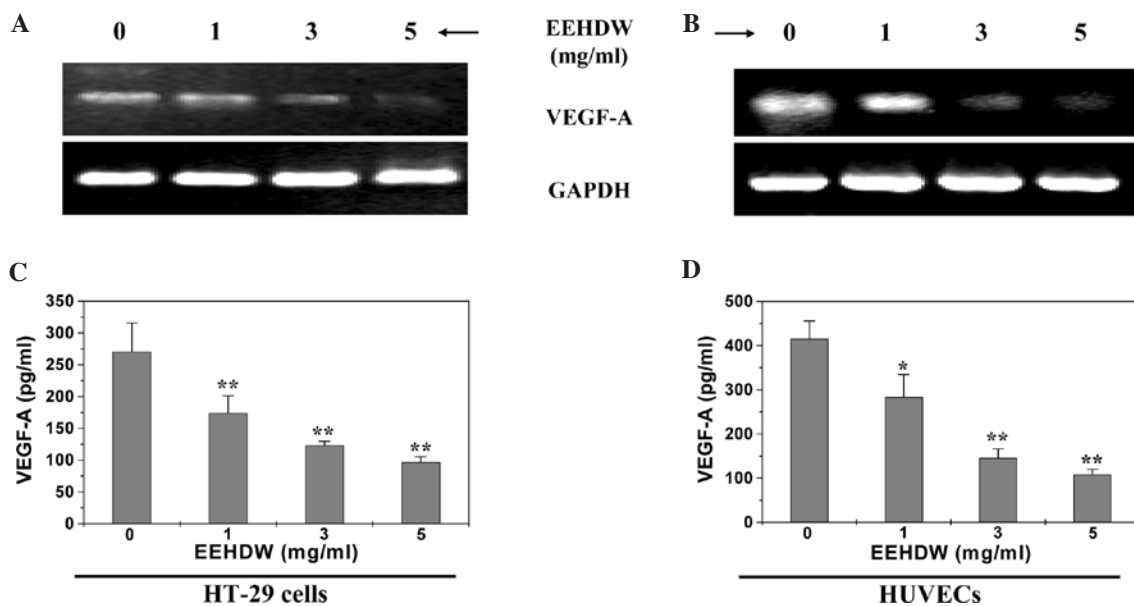 A
0 1 3 5
EEHDW
(mg/ml)
VEGF-A
GAPDH
B
0 1 3 5
C
350
300
250
200
150
100
50
0
VEGF-A (pg/ml)
**
**
**
0 1 3 5
EEHDW (mg/ml)
HT-29 cells
D
500
400
300
200
100
0
VEGF-A (pg/ml)
*
**
**
0 1 3 5
EEHDW (mg/ml)
HUVECs